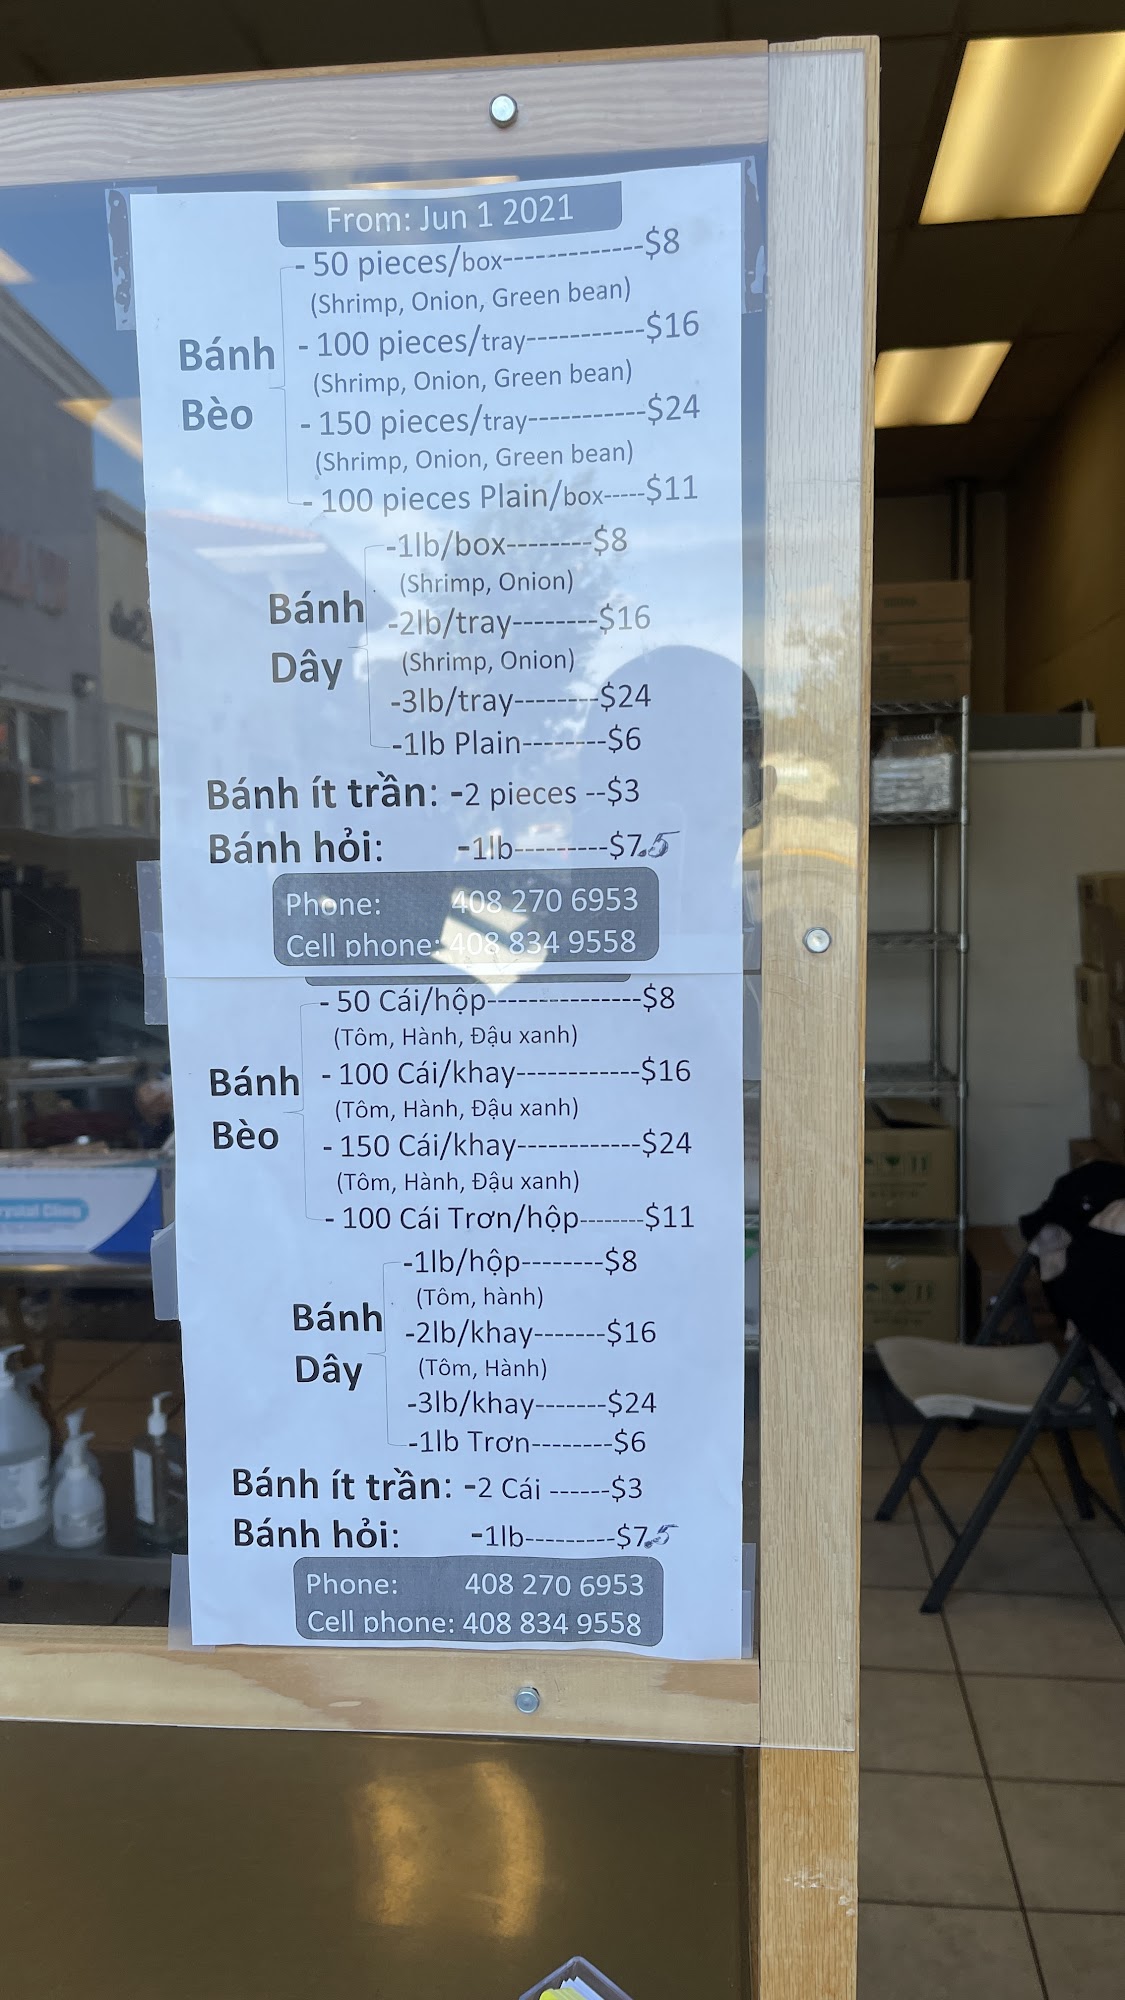 From: Jun 1 2021
- 50 pieces/box-------------$8
(Shrimp, Onion, Green bean)
Bánh
- 100 pieces/tray-----------$16
(Shrimp, Onion, Green bean)
Bèo
- 150 pieces/tray-----------$24
(Shrimp, Onion, Green bean)
- 100 pieces Plain/box-----$11
-1lb/box--------$8
(Shrimp, Onion)
Bánh
-2lb/tray--------$16
(Shrimp, Onion)
Dây
-3lb/tray--------$24
-1lb Plain--------$6
Bánh ít trần: -2 pieces --$3
Bánh hỏi: -1lb---------$7.5
Phone: 408 270 6953
Cell phone: 408 834 9558
- 50 Cái/hộp---------------$8
(Tôm, Hành, Đậu xanh)
Bánh
- 100 Cái/khay------------$16
(Tôm, Hành, Đậu xanh)
Bèo
- 150 Cái/khay------------$24
(Tôm, Hành, Đậu xanh)
- 100 Cái Trơn/hộp--------$11
-1lb/hộp--------$8
(Tôm, hành)
Bánh
-2lb/khay-------$16
(Tôm, Hành)
Dây
-3lb/khay-------$24
-1lb Trơn--------$6
Bánh ít trần: -2 Cái ------$3
Bánh hỏi: -1lb---------$7.5
Phone: 408 270 6953
Cell phone: 408 834 9558